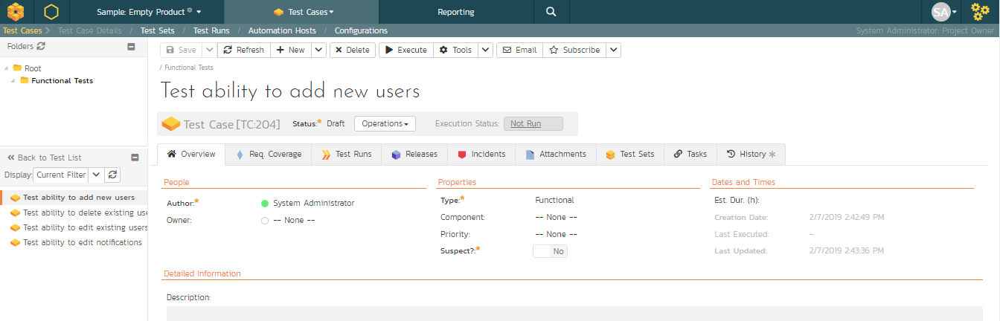 Sample: Empty Product
Test Cases
Reporting
SA
Test Cases > Test Case Details / Test Sets / Test Runs / Automation Hosts / Configurations
System Administrator: Project Owner
Folders
Root
Functional Tests
Save Refresh + New Delete Execute Tools Email Subscribe
/ Functional Tests
Test ability to add new users
Test Case [TC:204] Status:* Draft Operations Execution Status: Not Run
Back to Test List
Display: Current Filter
Test ability to add new users
Test ability to delete existing use
Test ability to edit existing users
Test ability to edit notifications
Overview Req. Coverage Test Runs Releases Incidents Attachments Test Sets Tasks History *
People
Author:* System Administrator
Owner: -- None --
Properties
Type:* Functional
Component: -- None --
Priority: -- None --
Suspect?:* No
Dates and Times
Est. Dur. (h):
Creation Date: 2/7/2019 2:42:49 PM
Last Executed: -
Last Updated: 2/7/2019 2:43:36 PM
Detailed Information
Description: